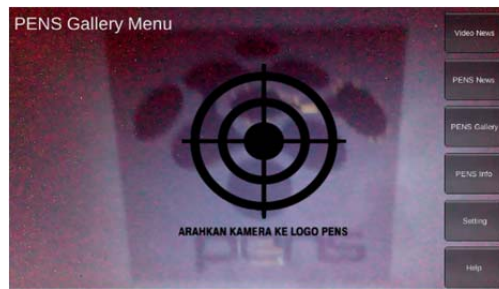 PENS Gallery Menu
Video News
PENS News
PENS Gallery
PENS Info
Setting
Help
ARAHKAN KAMERA KE LOGO PENS